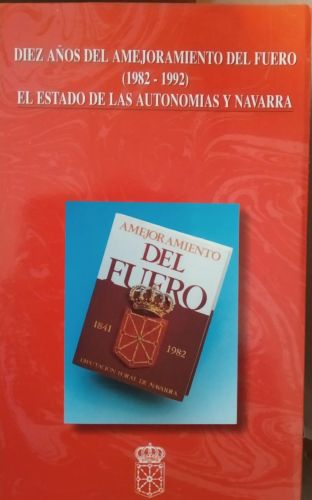 DIEZ AÑOS DEL AMEJORAMIENTO DEL FUERO
(1982 - 1992)
EL ESTADO DE LAS AUTONOMIAS Y NAVARRA
AMEJORAMIENTO
DEL
FUERO
1841
1982
DIPUTACION FORAL DE NAVARRA